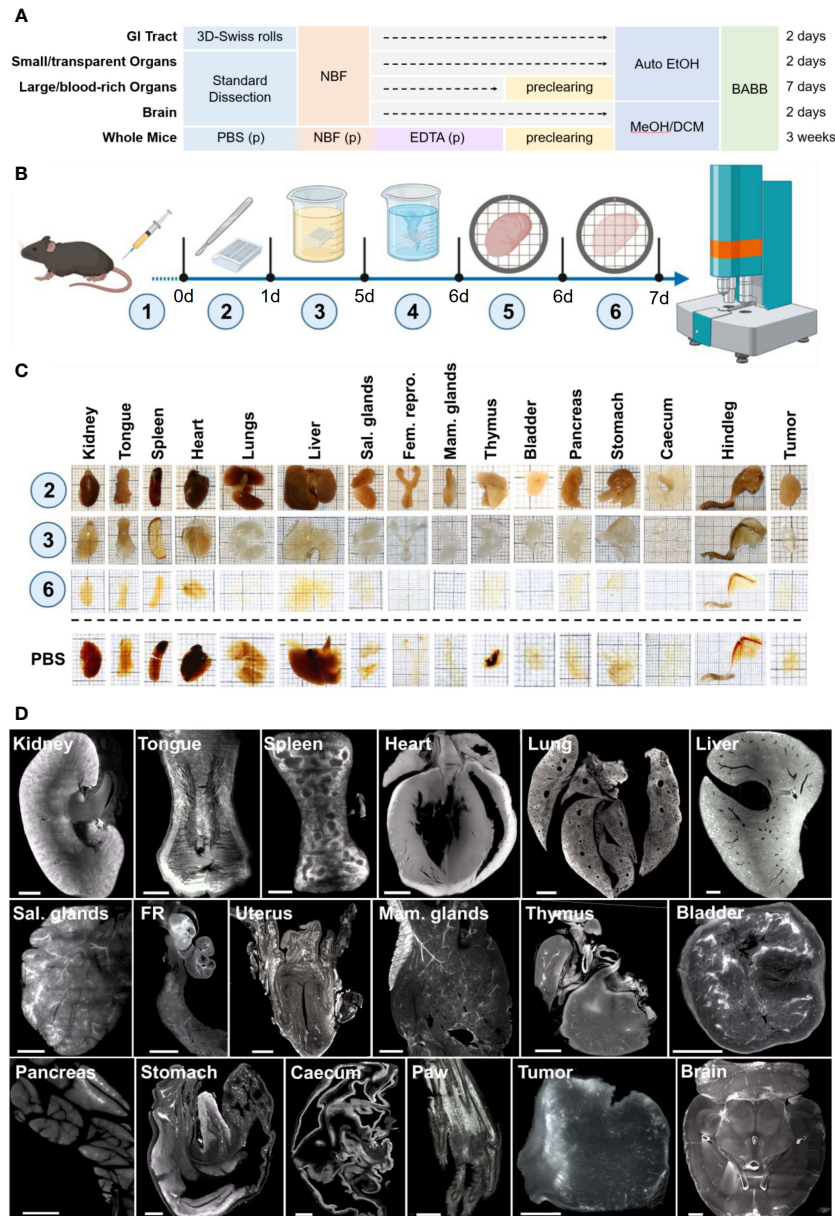 A
GI Tract 3D-Swiss rolls NBF Auto EtOH BABB 2 days
Small/transparent Organs Standard Dissection 2 days
Large/blood-rich Organs preclearing 7 days
Brain MeOH/DCM 2 days
Whole Mice PBS (p) NBF (p) EDTA (p) preclearing 3 weeks
B
0d 1d 5d 6d 6d 7d
1 2 3 4 5 6
C
Kidney Tongue Spleen Heart Lungs Liver Sal. glands Fem. repro. Mam. glands Thymus Bladder Pancreas Stomach Caecum Hindleg Tumor
2
3
6
PBS
D
Kidney Tongue Spleen Heart Lung Liver
Sal. glands FR Uterus Mam. glands Thymus Bladder
Pancreas Stomach Caecum Paw Tumor Brain